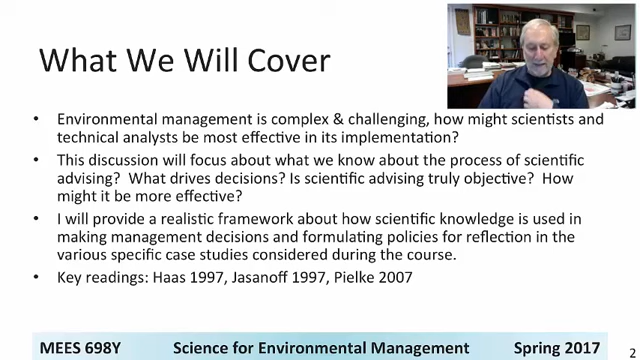 What We Will Cover
• Environmental management is complex & challenging, how might scientists and
technical analysts be most effective in its implementation?
• This discussion will focus about what we know about the process of scientific
advising? What drives decisions? Is scientific advising truly objective? How
might it be more effective?
• I will provide a realistic framework about how scientific knowledge is used in
making management decisions and formulating policies for reflection in the
various specific case studies considered during the course.
• Key readings: Haas 1997, Jasanoff 1997, Pielke 2007
MEES 698Y Science for Environmental Management Spring 2017
2